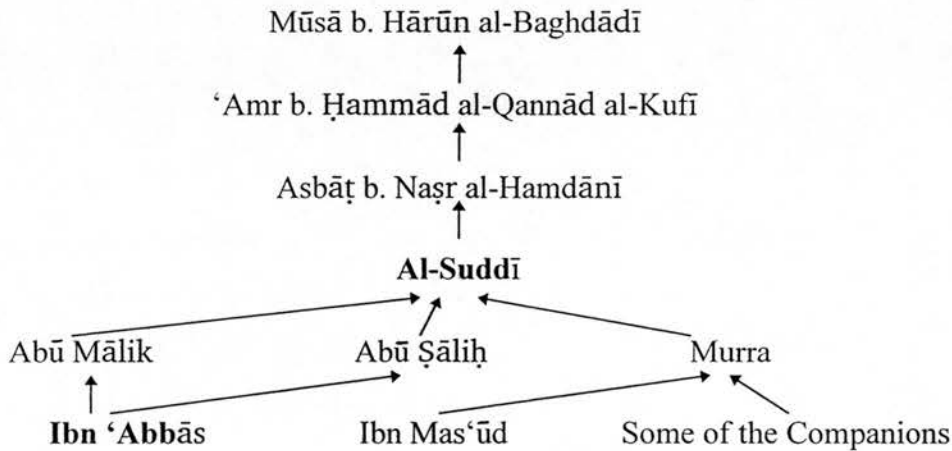 Mūsā b. Hārūn al-Baghdādī
‘Amr b. Ḥammād al-Qannād al-Kufī
Asbāṭ b. Naṣr al-Hamdānī
Al-Suddī
Abū Mālik Abū Ṣāliḥ Murra
Ibn ‘Abbās Ibn Mas‘ūd Some of the Companions